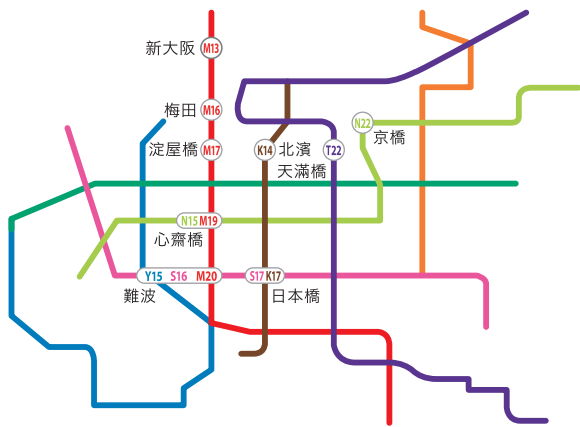 新大阪 M13
梅田 M16
淀屋橋 M17
K14 北濱
T22
天滿橋
N22
京橋
N15 M19
心齋橋
Y15 S16 M20
難波
S17 K17
日本橋